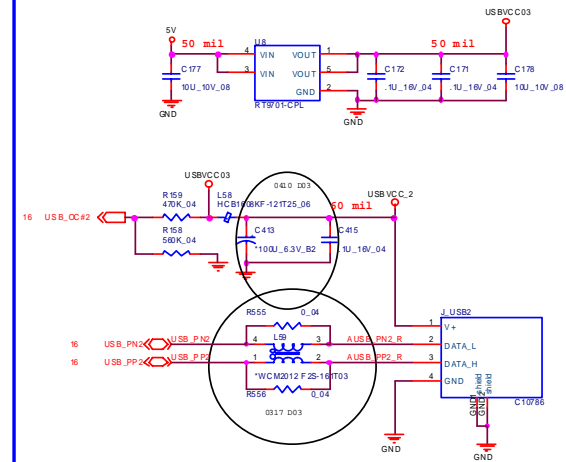 USBVCC03
5V
50 mil
U8
50 mil
4 VIN VOUT 1
3 VIN VOUT 5
GND 2
RT9701-CPL
C177
10U_10V_08
GND
C172
.1U_16V_04
C171
.1U_16V_04
C178
10U_10V_08
GND
0410 D03
USBVCC03
USBVCC_2
R159
470K_04
L58
HCB1608KF-121T25_06
50 mil
16 USB_OC#2
R158
560K_04
C413
*100U_6.3V_B2
C415
.1U_16V_04
R555 0_04
J_USB2
16 USB_PN2 USB_PN2 4 L59 3 AUSB_PN2_R
16 USB_PP2 USB_PP2 1 2 AUSB_PP2_R
*WCM2012F2S-161T03
R556 0_04
0317 D03
1 V+
2 DATA_L
3 DATA_H
4 GND
GND1 shield
GND2 shield
C10786
GND
GND